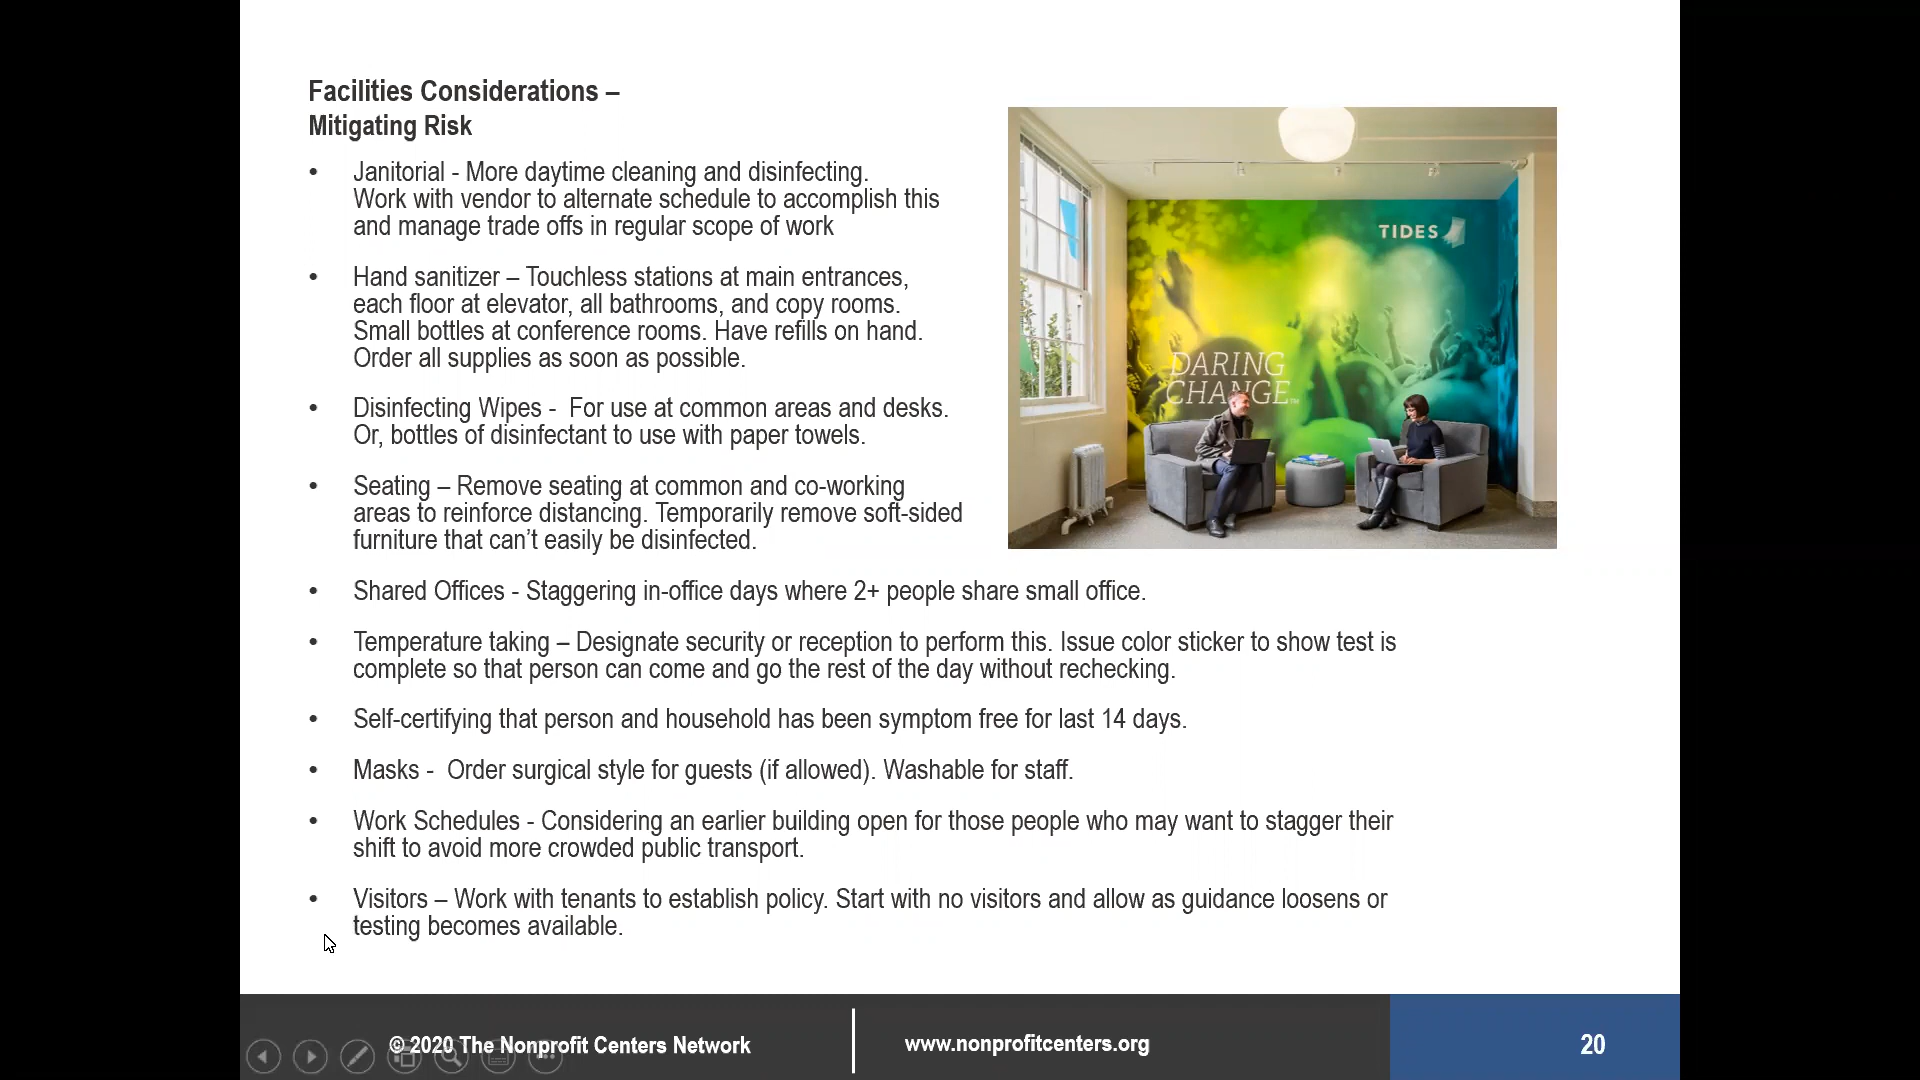 Facilities Considerations –
Mitigating Risk
• Janitorial - More daytime cleaning and disinfecting.
Work with vendor to alternate schedule to accomplish this
and manage trade offs in regular scope of work
• Hand sanitizer – Touchless stations at main entrances,
each floor at elevator, all bathrooms, and copy rooms.
Small bottles at conference rooms. Have refills on hand.
Order all supplies as soon as possible.
• Disinfecting Wipes -  For use at common areas and desks.
Or, bottles of disinfectant to use with paper towels.
• Seating – Remove seating at common and co-working
areas to reinforce distancing. Temporarily remove soft-sided
furniture that can’t easily be disinfected.
TIDES
DARING
CHANGE™
• Shared Offices - Staggering in-office days where 2+ people share small office.
• Temperature taking – Designate security or reception to perform this. Issue color sticker to show test is
complete so that person can come and go the rest of the day without rechecking.
• Self-certifying that person and household has been symptom free for last 14 days.
• Masks -  Order surgical style for guests (if allowed). Washable for staff.
• Work Schedules - Considering an earlier building open for those people who may want to stagger their
shift to avoid more crowded public transport.
• Visitors – Work with tenants to establish policy. Start with no visitors and allow as guidance loosens or
testing becomes available.
© 2020 The Nonprofit Centers Network
www.nonprofitcenters.org
20